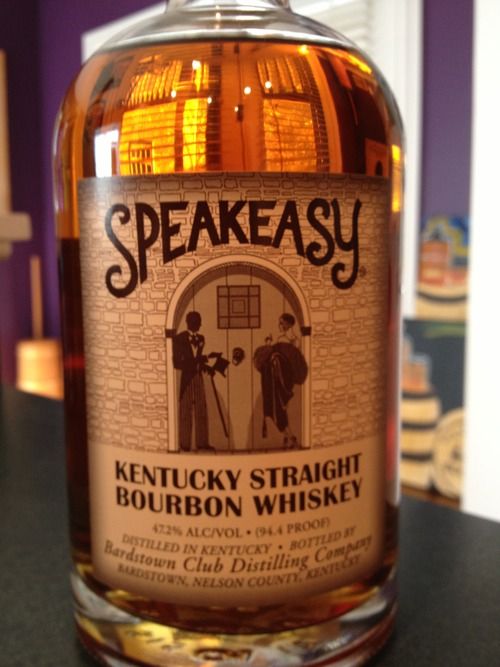 SPEAKEASY
KENTUCKY STRAIGHT
BOURBON WHISKEY
47.2% ALC/VOL • (94.4 PROOF)
DISTILLED IN KENTUCKY • BOTTLED BY
Bardstown Club Distilling Company
BARDSTOWN, NELSON COUNTY, KENTUCKY